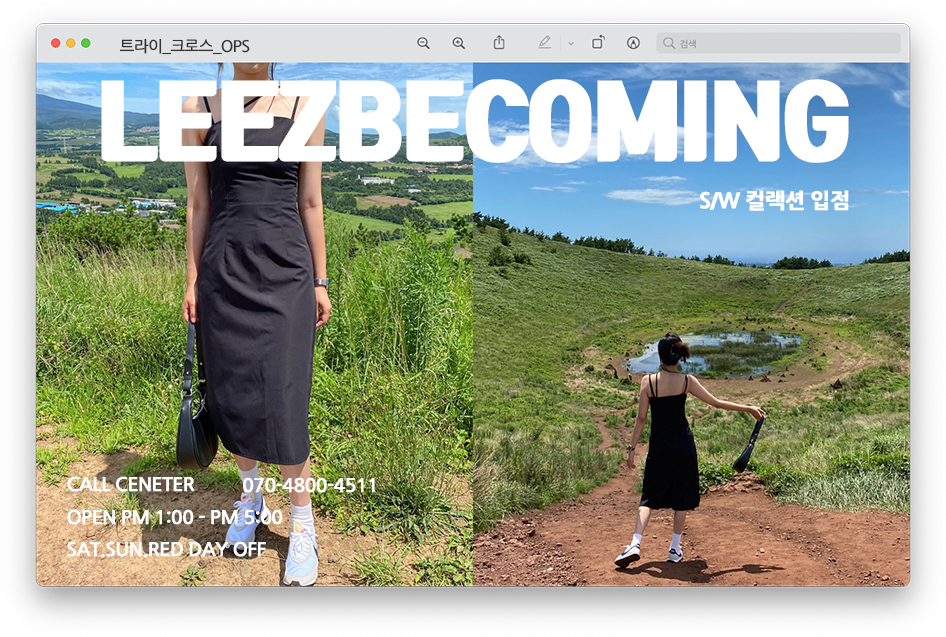 트라이_크로스_OPS
검색
LEEZBECOMING
S/W 컬랙션 입점
CALL CENETER 070-4800-4511
OPEN PM 1:00 - PM 5:00
SAT.SUN.RED DAY OFF